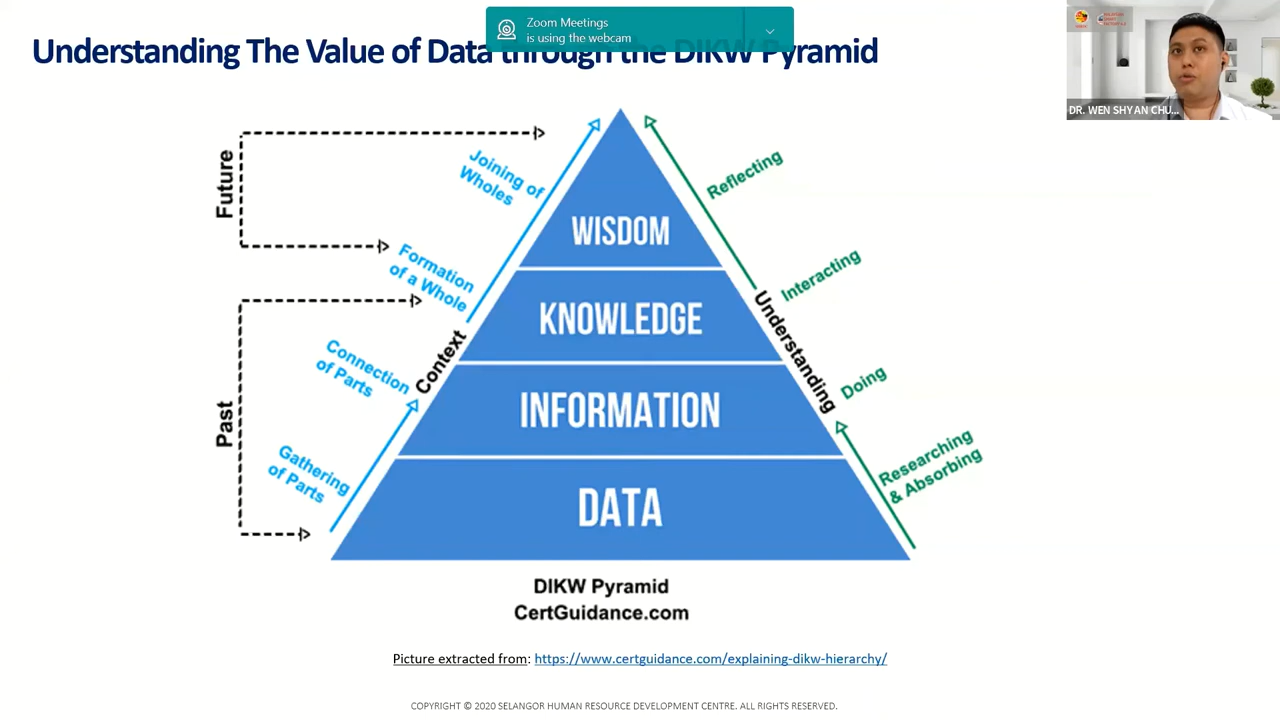 Zoom Meetings
is using the webcam
Understanding The Value of Data through the DIKW Pyramid
DR. WEN SHYAN CHU...
Future
Joining of
Wholes
Reflecting
WISDOM
Formation
of a Whole
Interacting
KNOWLEDGE
Context
Understanding
Past
Connection
of Parts
Doing
INFORMATION
Gathering
of Parts
Researching
& Absorbing
DATA
DIKW Pyramid
CertGuidance.com
Picture extracted from: https://www.certguidance.com/explaining-dikw-hierarchy/
COPYRIGHT © 2020 SELANGOR HUMAN RESOURCE DEVELOPMENT CENTRE. ALL RIGHTS RESERVED.